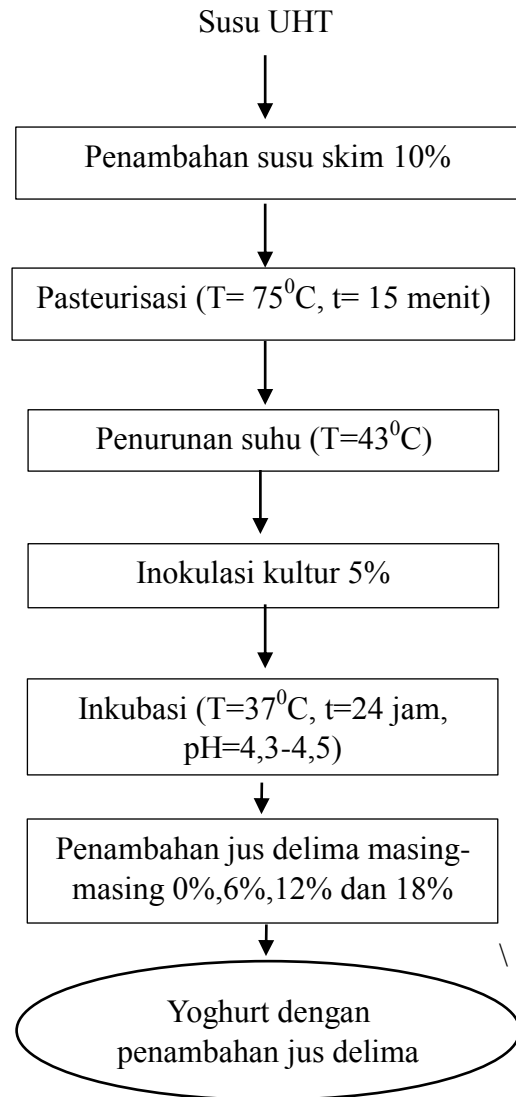 Susu UHT
Penambahan susu skim 10%
Pasteurisasi (T= 75⁰C, t= 15 menit)
Penurunan suhu (T=43⁰C)
Inokulasi kultur 5%
Inkubasi (T=37⁰C, t=24 jam,
pH=4,3-4,5)
Penambahan jus delima masing-
masing 0%,6%,12% dan 18%
\
Yoghurt dengan
penambahan jus delima